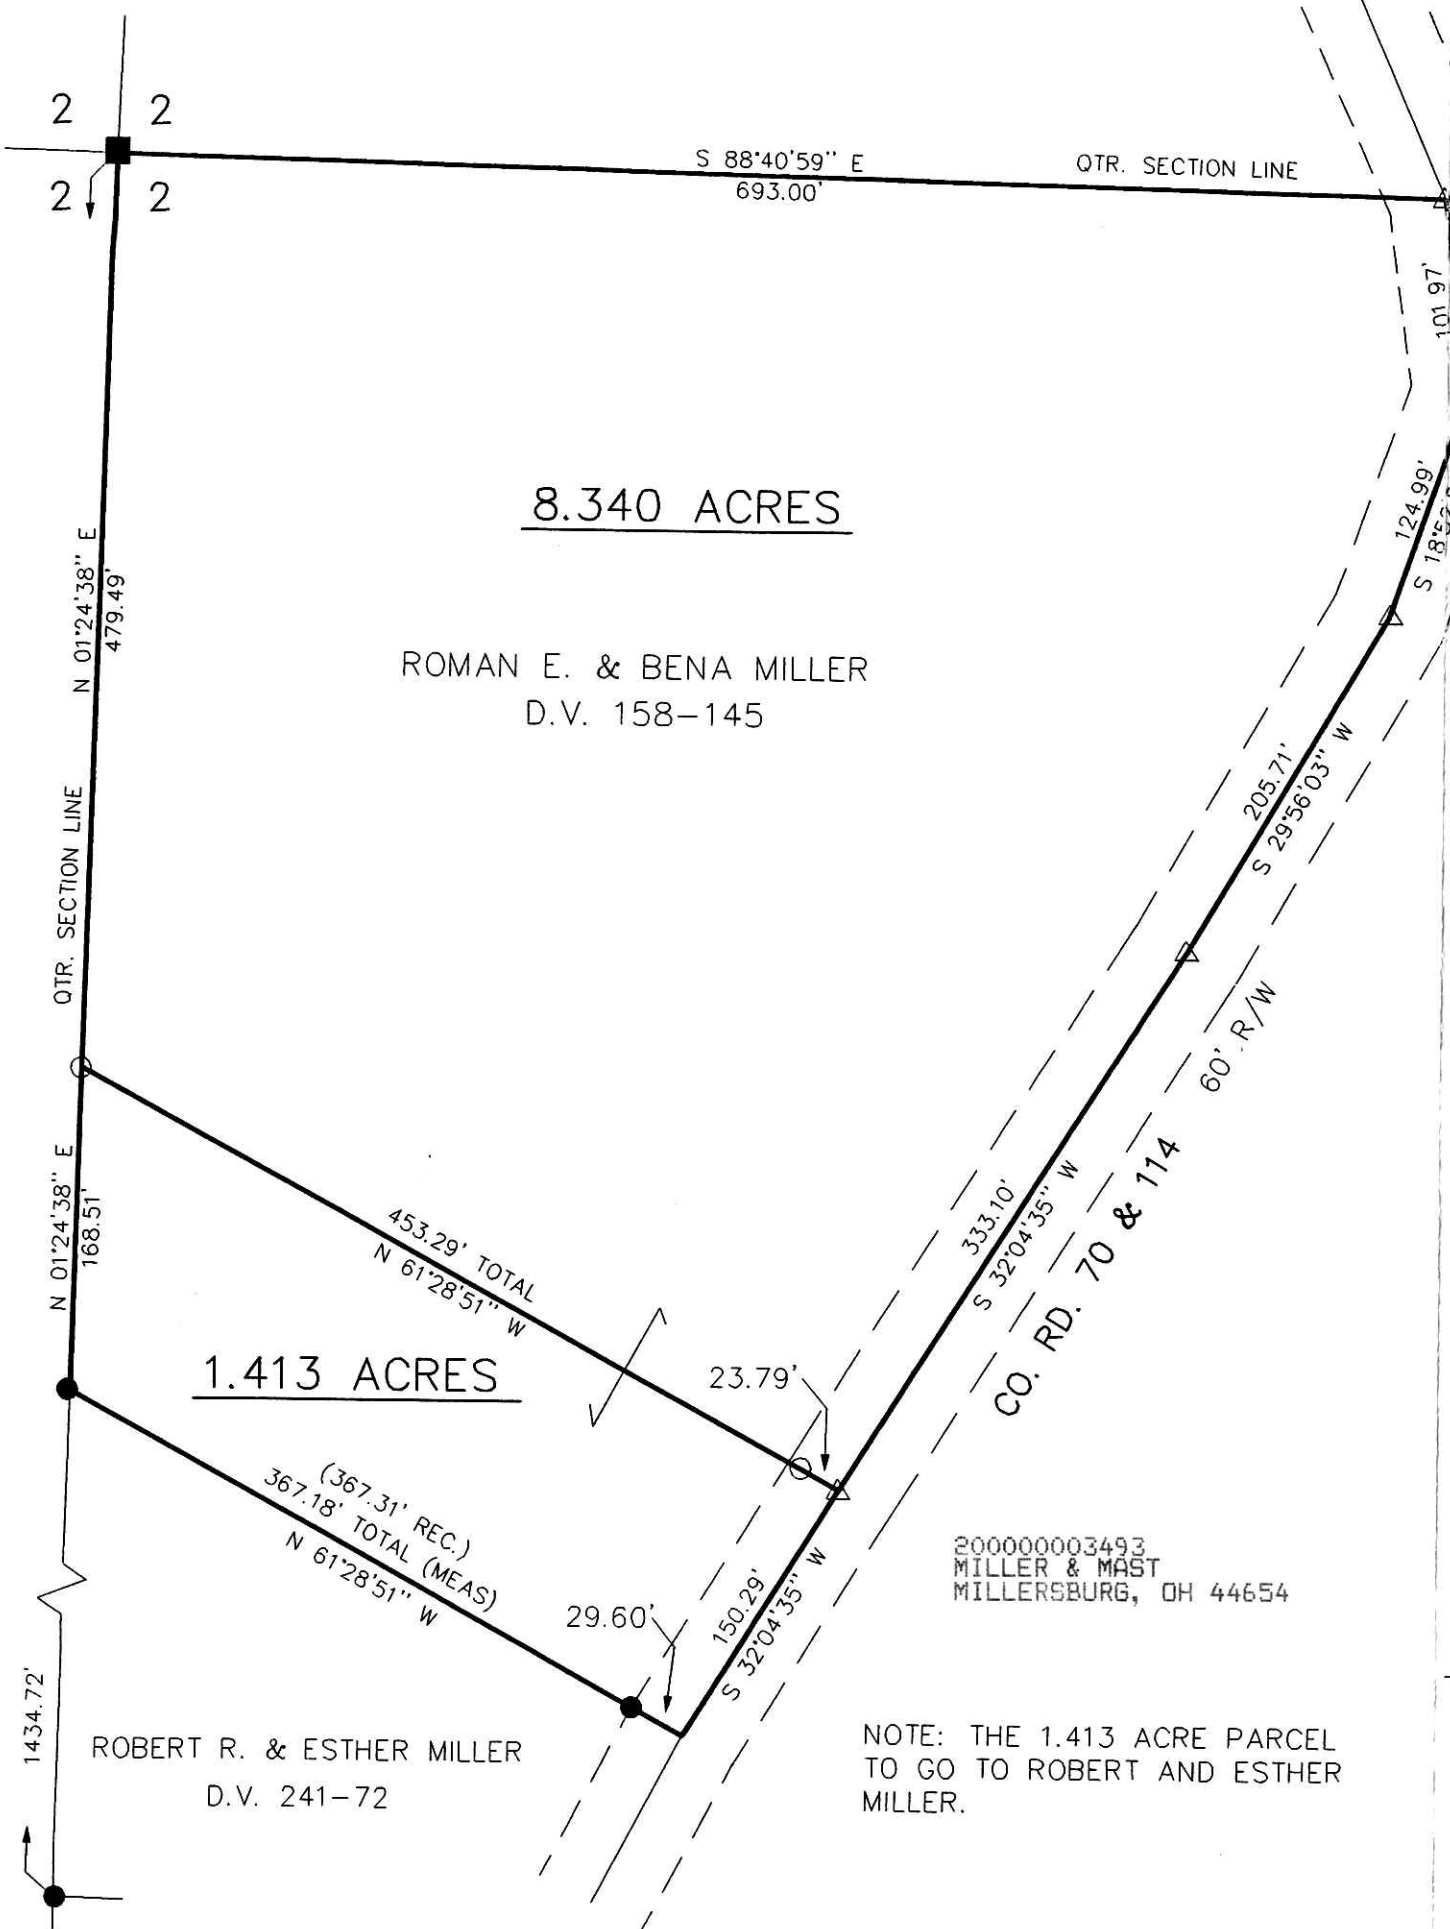 2 2
2 2
S 88°40'59" E
693.00'
QTR. SECTION LINE
101.97'
124.99'
8.340 ACRES
ROMAN E. & BENA MILLER
D.V. 158-145
N 01°24'38" E
479.49'
QTR. SECTION LINE
205.71'
S 29°56'03" W
60' R/W
CO. RD. 70 & 114
333.10'
S 32°04'35" W
N 01°24'38" E
168.51'
453.29' TOTAL
N 61°28'51" W
1.413 ACRES
23.79'
(367.31' REC.)
367.18' TOTAL (MEAS)
N 61°28'51" W
29.60'
150.29'
S 32°04'35" W
200000003493
MILLER & MAST
MILLERSBURG, OH 44654
1434.72'
ROBERT R. & ESTHER MILLER
D.V. 241-72
NOTE: THE 1.413 ACRE PARCEL
TO GO TO ROBERT AND ESTHER
MILLER.